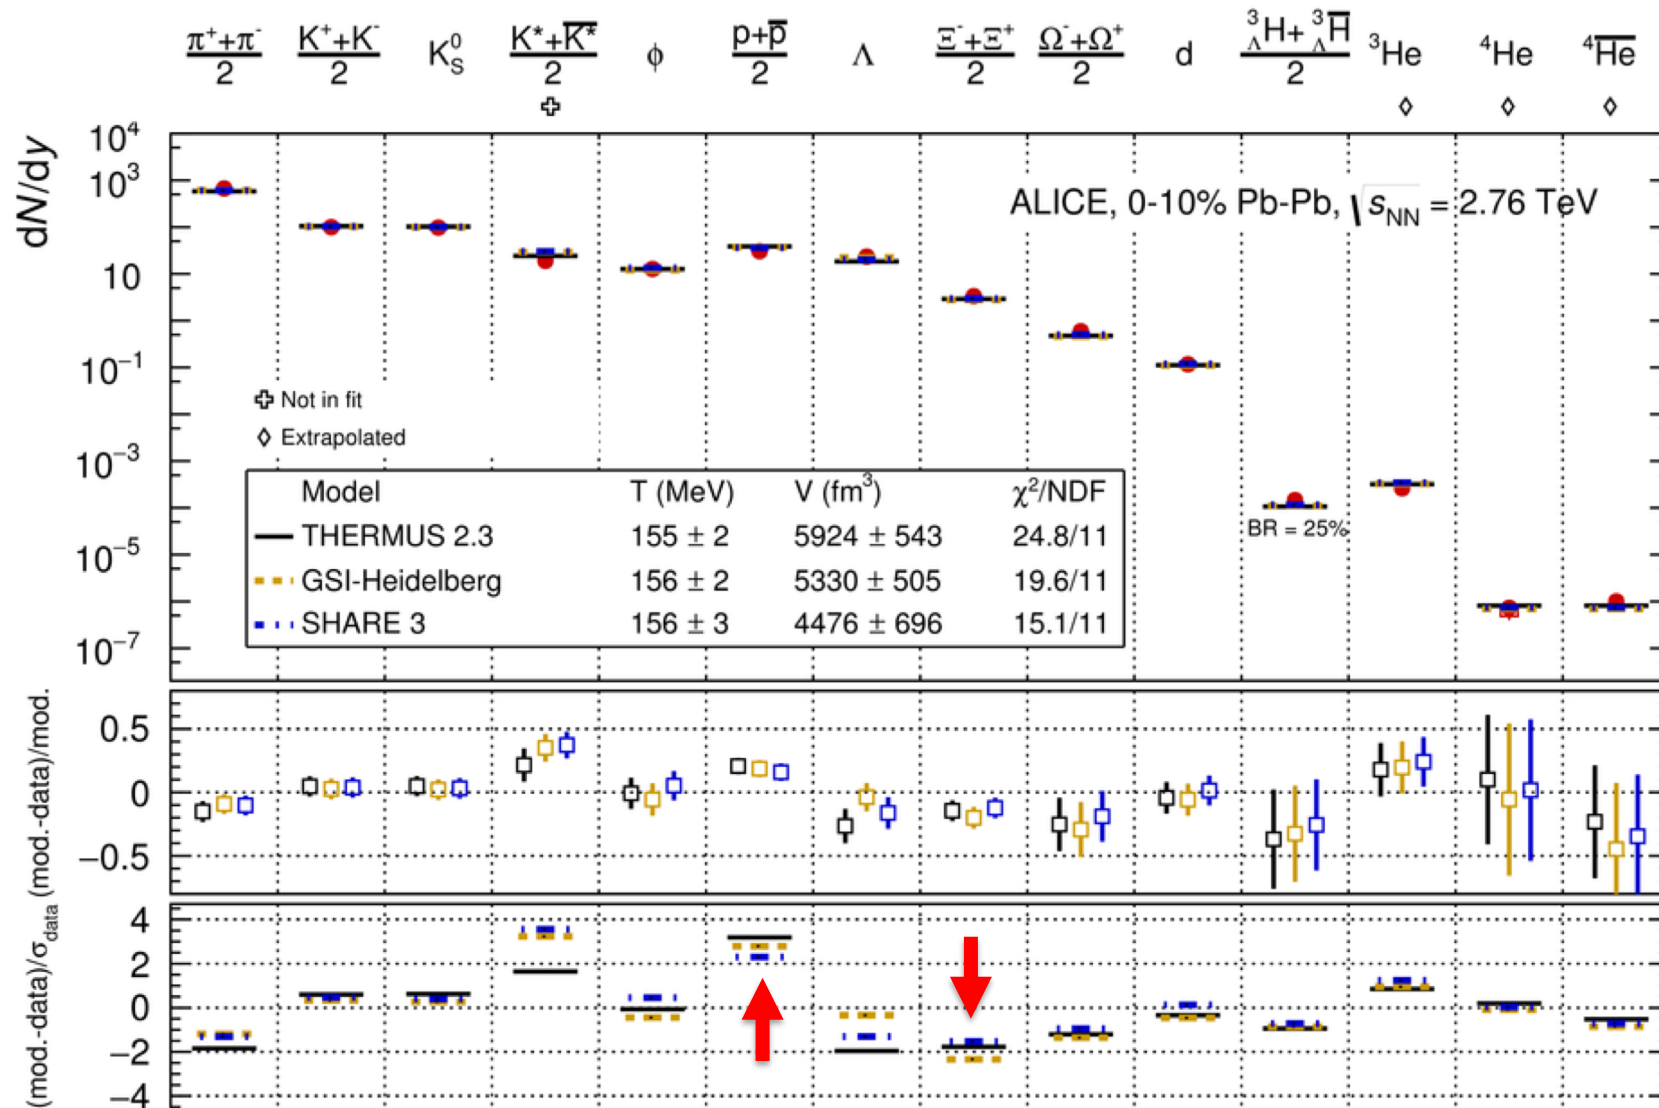 π⁺+π⁻ K⁺+K⁻ K*+K̅* p+p̅ Ξ⁻+Ξ⁺ Ω⁻+Ω⁺ ³ΛH+ ³ΛH̅
K⁰S ϕ Λ d ³He ⁴He ⁴H̅e̅
2 2 2 2 2 2 2
dN/dy
10⁴
10³
10
10⁻¹
10⁻³
10⁻⁵
10⁻⁷
ALICE, 0-10% Pb-Pb, √sNN = 2.76 TeV
Not in fit
Extrapolated
Model T (MeV) V (fm³) χ²/NDF
THERMUS 2.3 155 ± 2 5924 ± 543 24.8/11
GSI-Heidelberg 156 ± 2 5330 ± 505 19.6/11
SHARE 3 156 ± 3 4476 ± 696 15.1/11
BR = 25%
(mod.-data)/mod.
0.5
0
−0.5
(mod.-data)/σdata
4
2
0
−2
−4